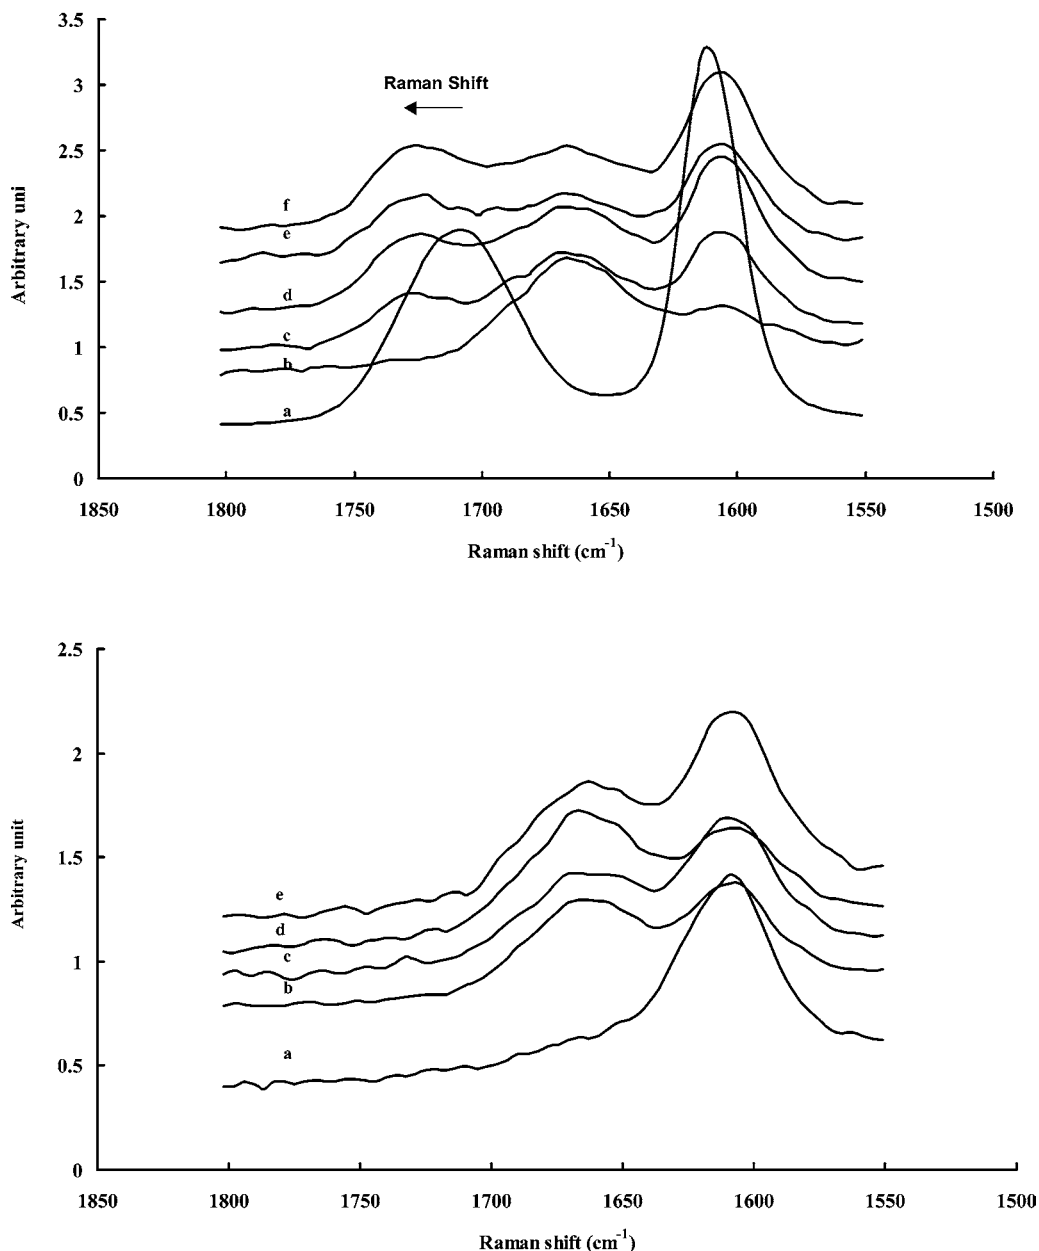 3.5
3
2.5
2
1.5
1
0.5
0
Arbitrary uni
Raman Shift
f
e
d
c
b
a
1850 1800 1750 1700 1650 1600 1550 1500
Raman shift (cm-1)
2.5
2
1.5
1
0.5
0
Arbitrary unit
e
d
c
b
a
1850 1800 1750 1700 1650 1600 1550 1500
Raman shift (cm-1)